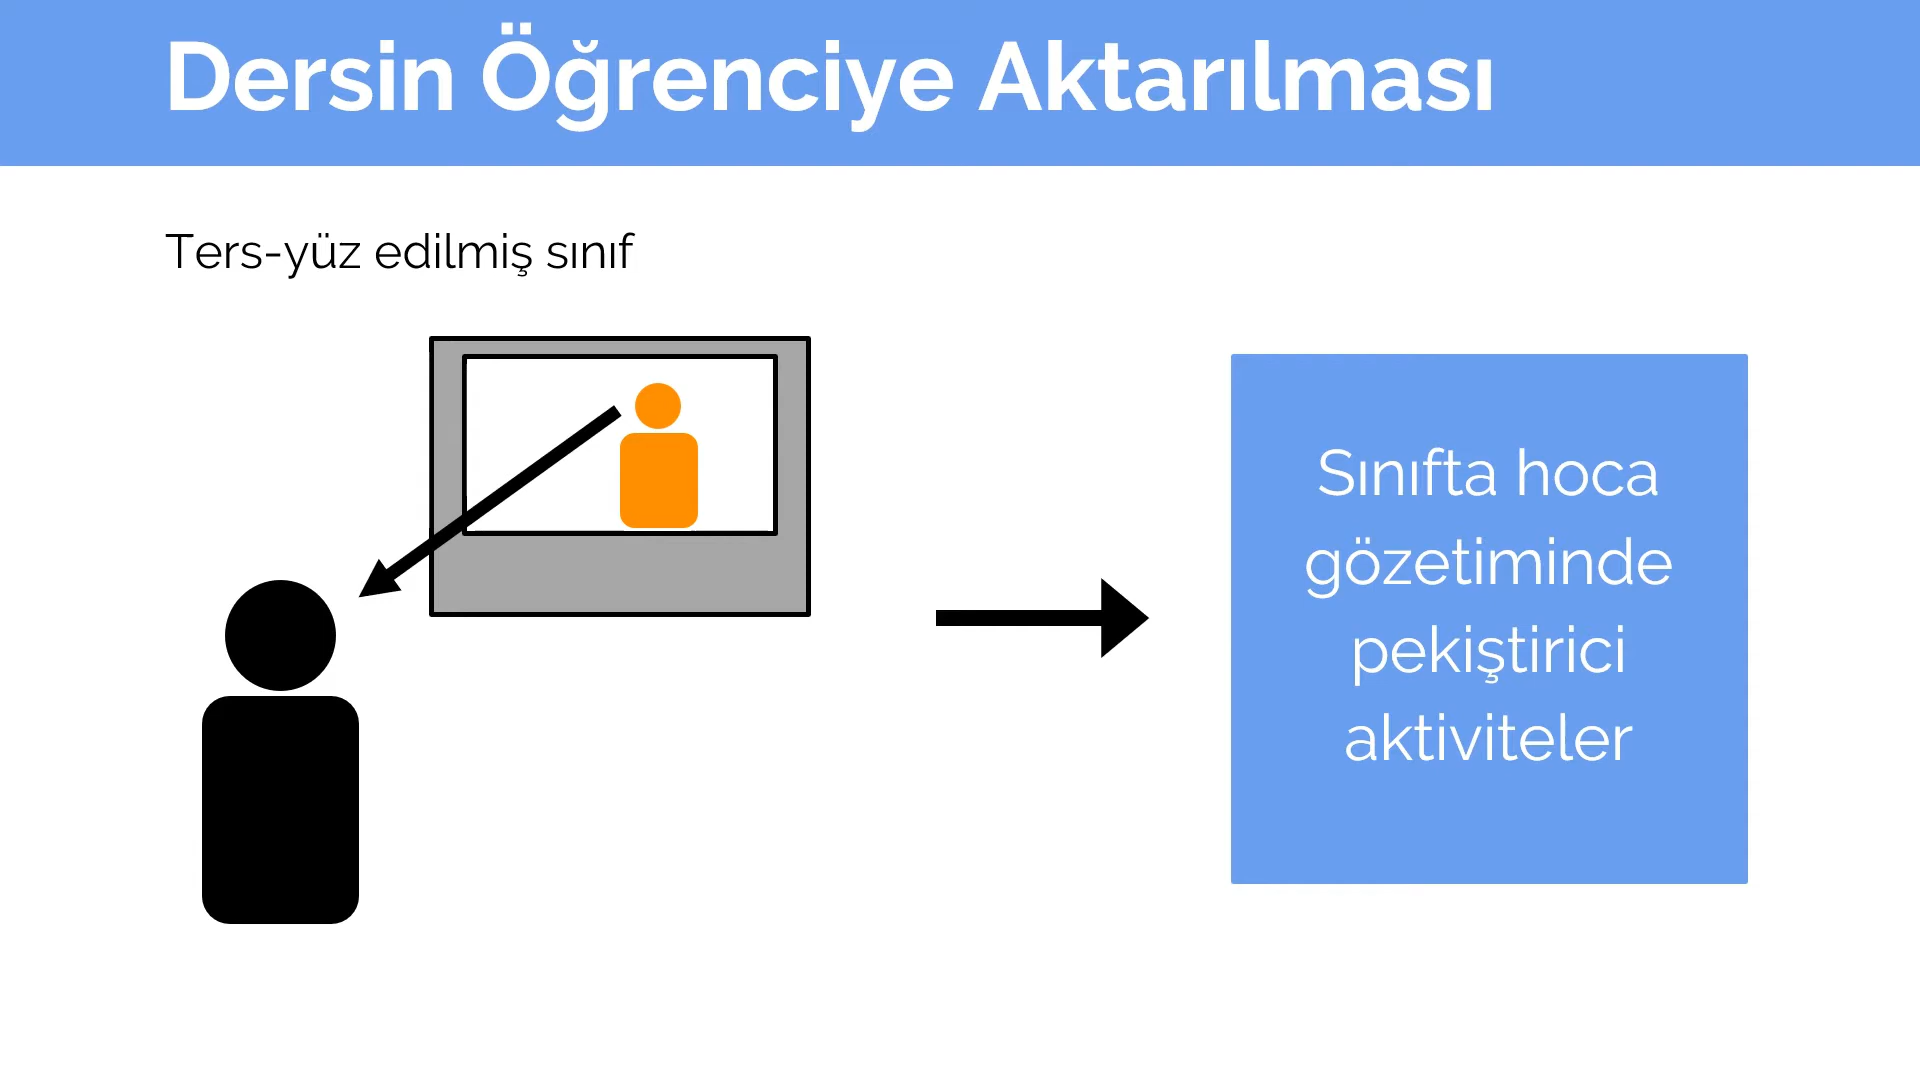 Dersin Öğrenciye Aktarılması
Ters-yüz edilmiş sınıf
Sınıfta hoca
gözetiminde
pekiştirici
aktiviteler